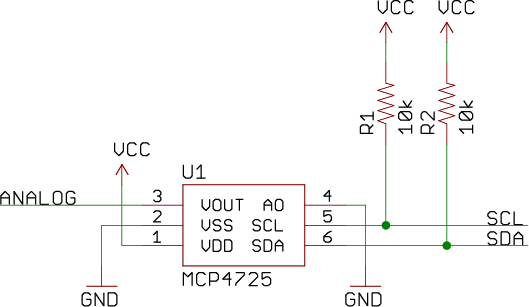 VCC VCC
R1 10k R2 10k
VCC
U1
ANALOG 3 VOUT AO 4
2 VSS SCL 5 SCL
1 VDD SDA 6 SDA
MCP4725
GND GND